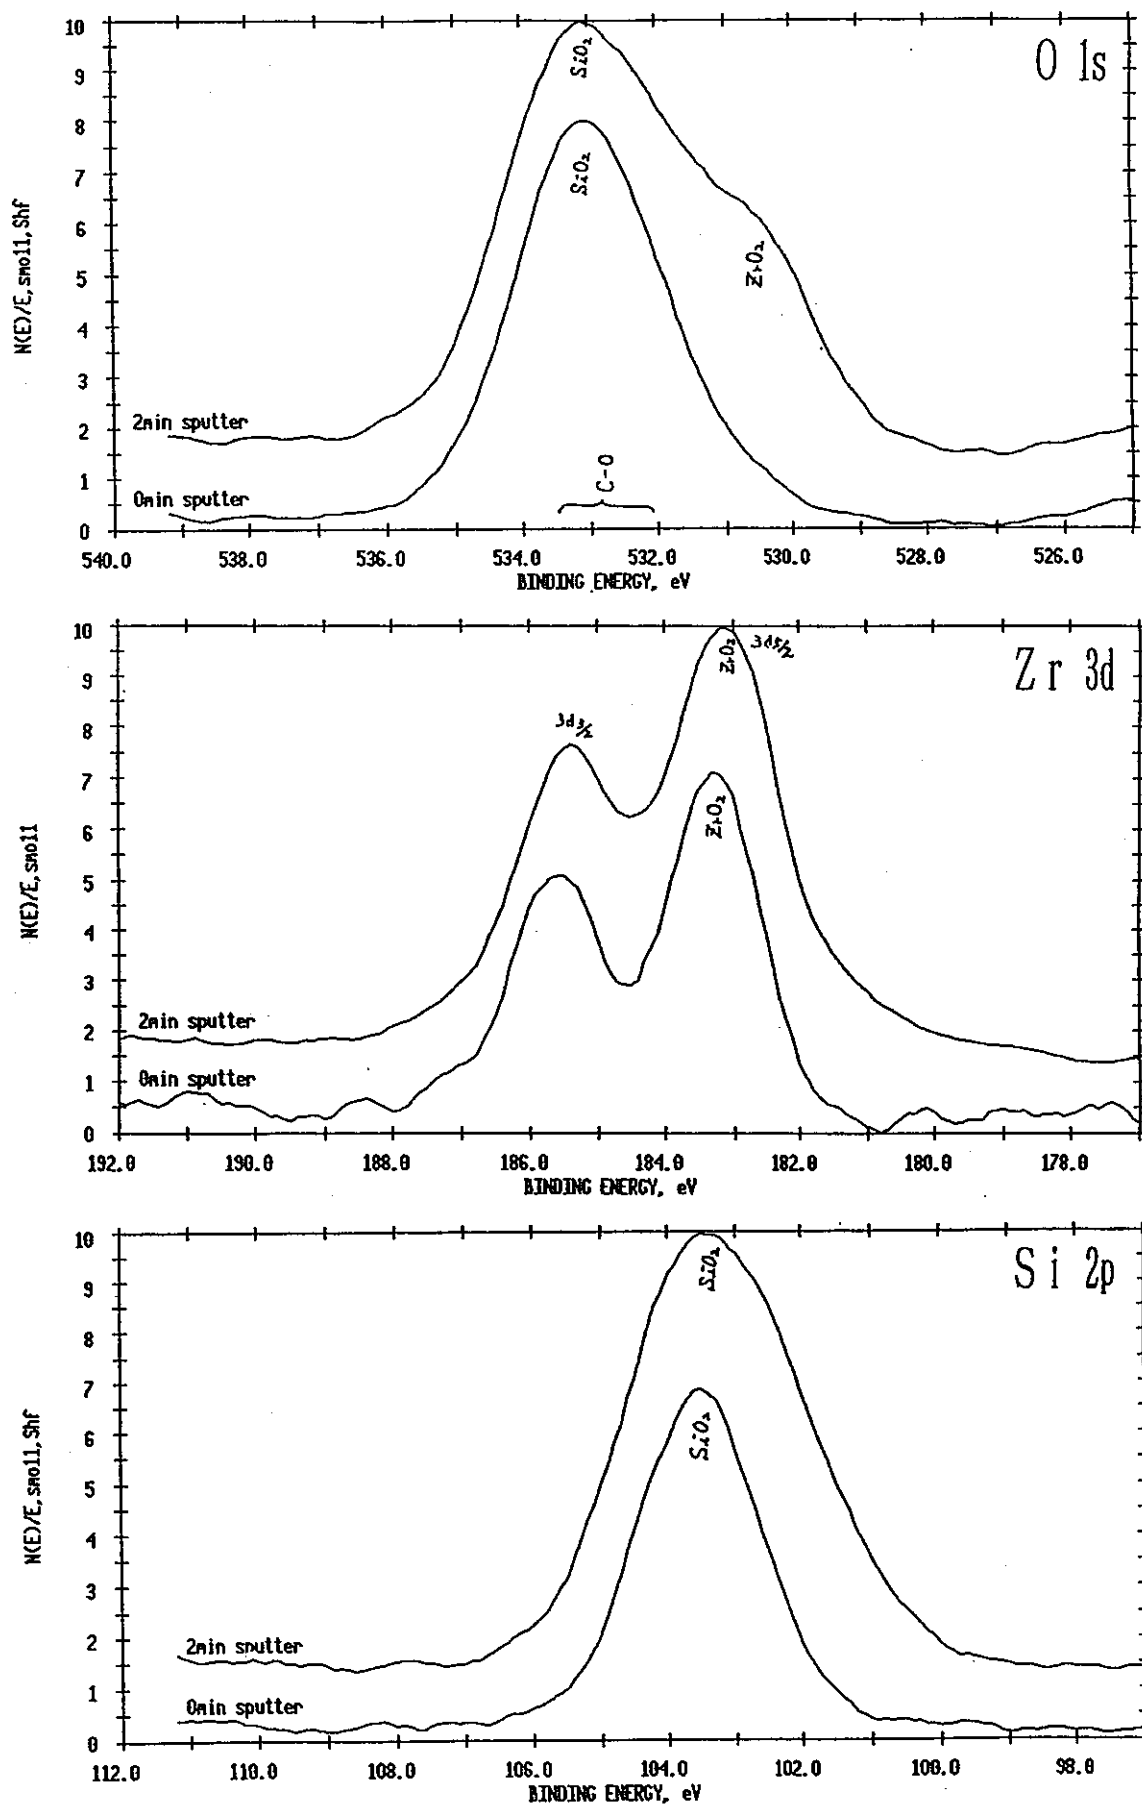 O 1s
10
9
8
7
6
5
4
3
2
1
0
N(E)/E, smo11, Shf
SiO₂
SiO₂
ZrO₂
C-O
2min sputter
0min sputter
540.0 538.0 536.0 534.0 532.0 530.0 528.0 526.0
BINDING ENERGY, eV
Zr 3d
10
9
8
7
6
5
4
3
2
1
0
N(E)/E, smo11
3d3/2
ZrO₂ 3d5/2
ZrO₂
2min sputter
0min sputter
192.0 190.0 188.0 186.0 184.0 182.0 180.0 178.0
BINDING ENERGY, eV
Si 2p
10
9
8
7
6
5
4
3
2
1
0
N(E)/E, smo11, Shf
SiO₂
SiO₂
2min sputter
0min sputter
112.0 110.0 108.0 106.0 104.0 102.0 100.0 98.0
BINDING ENERGY, eV